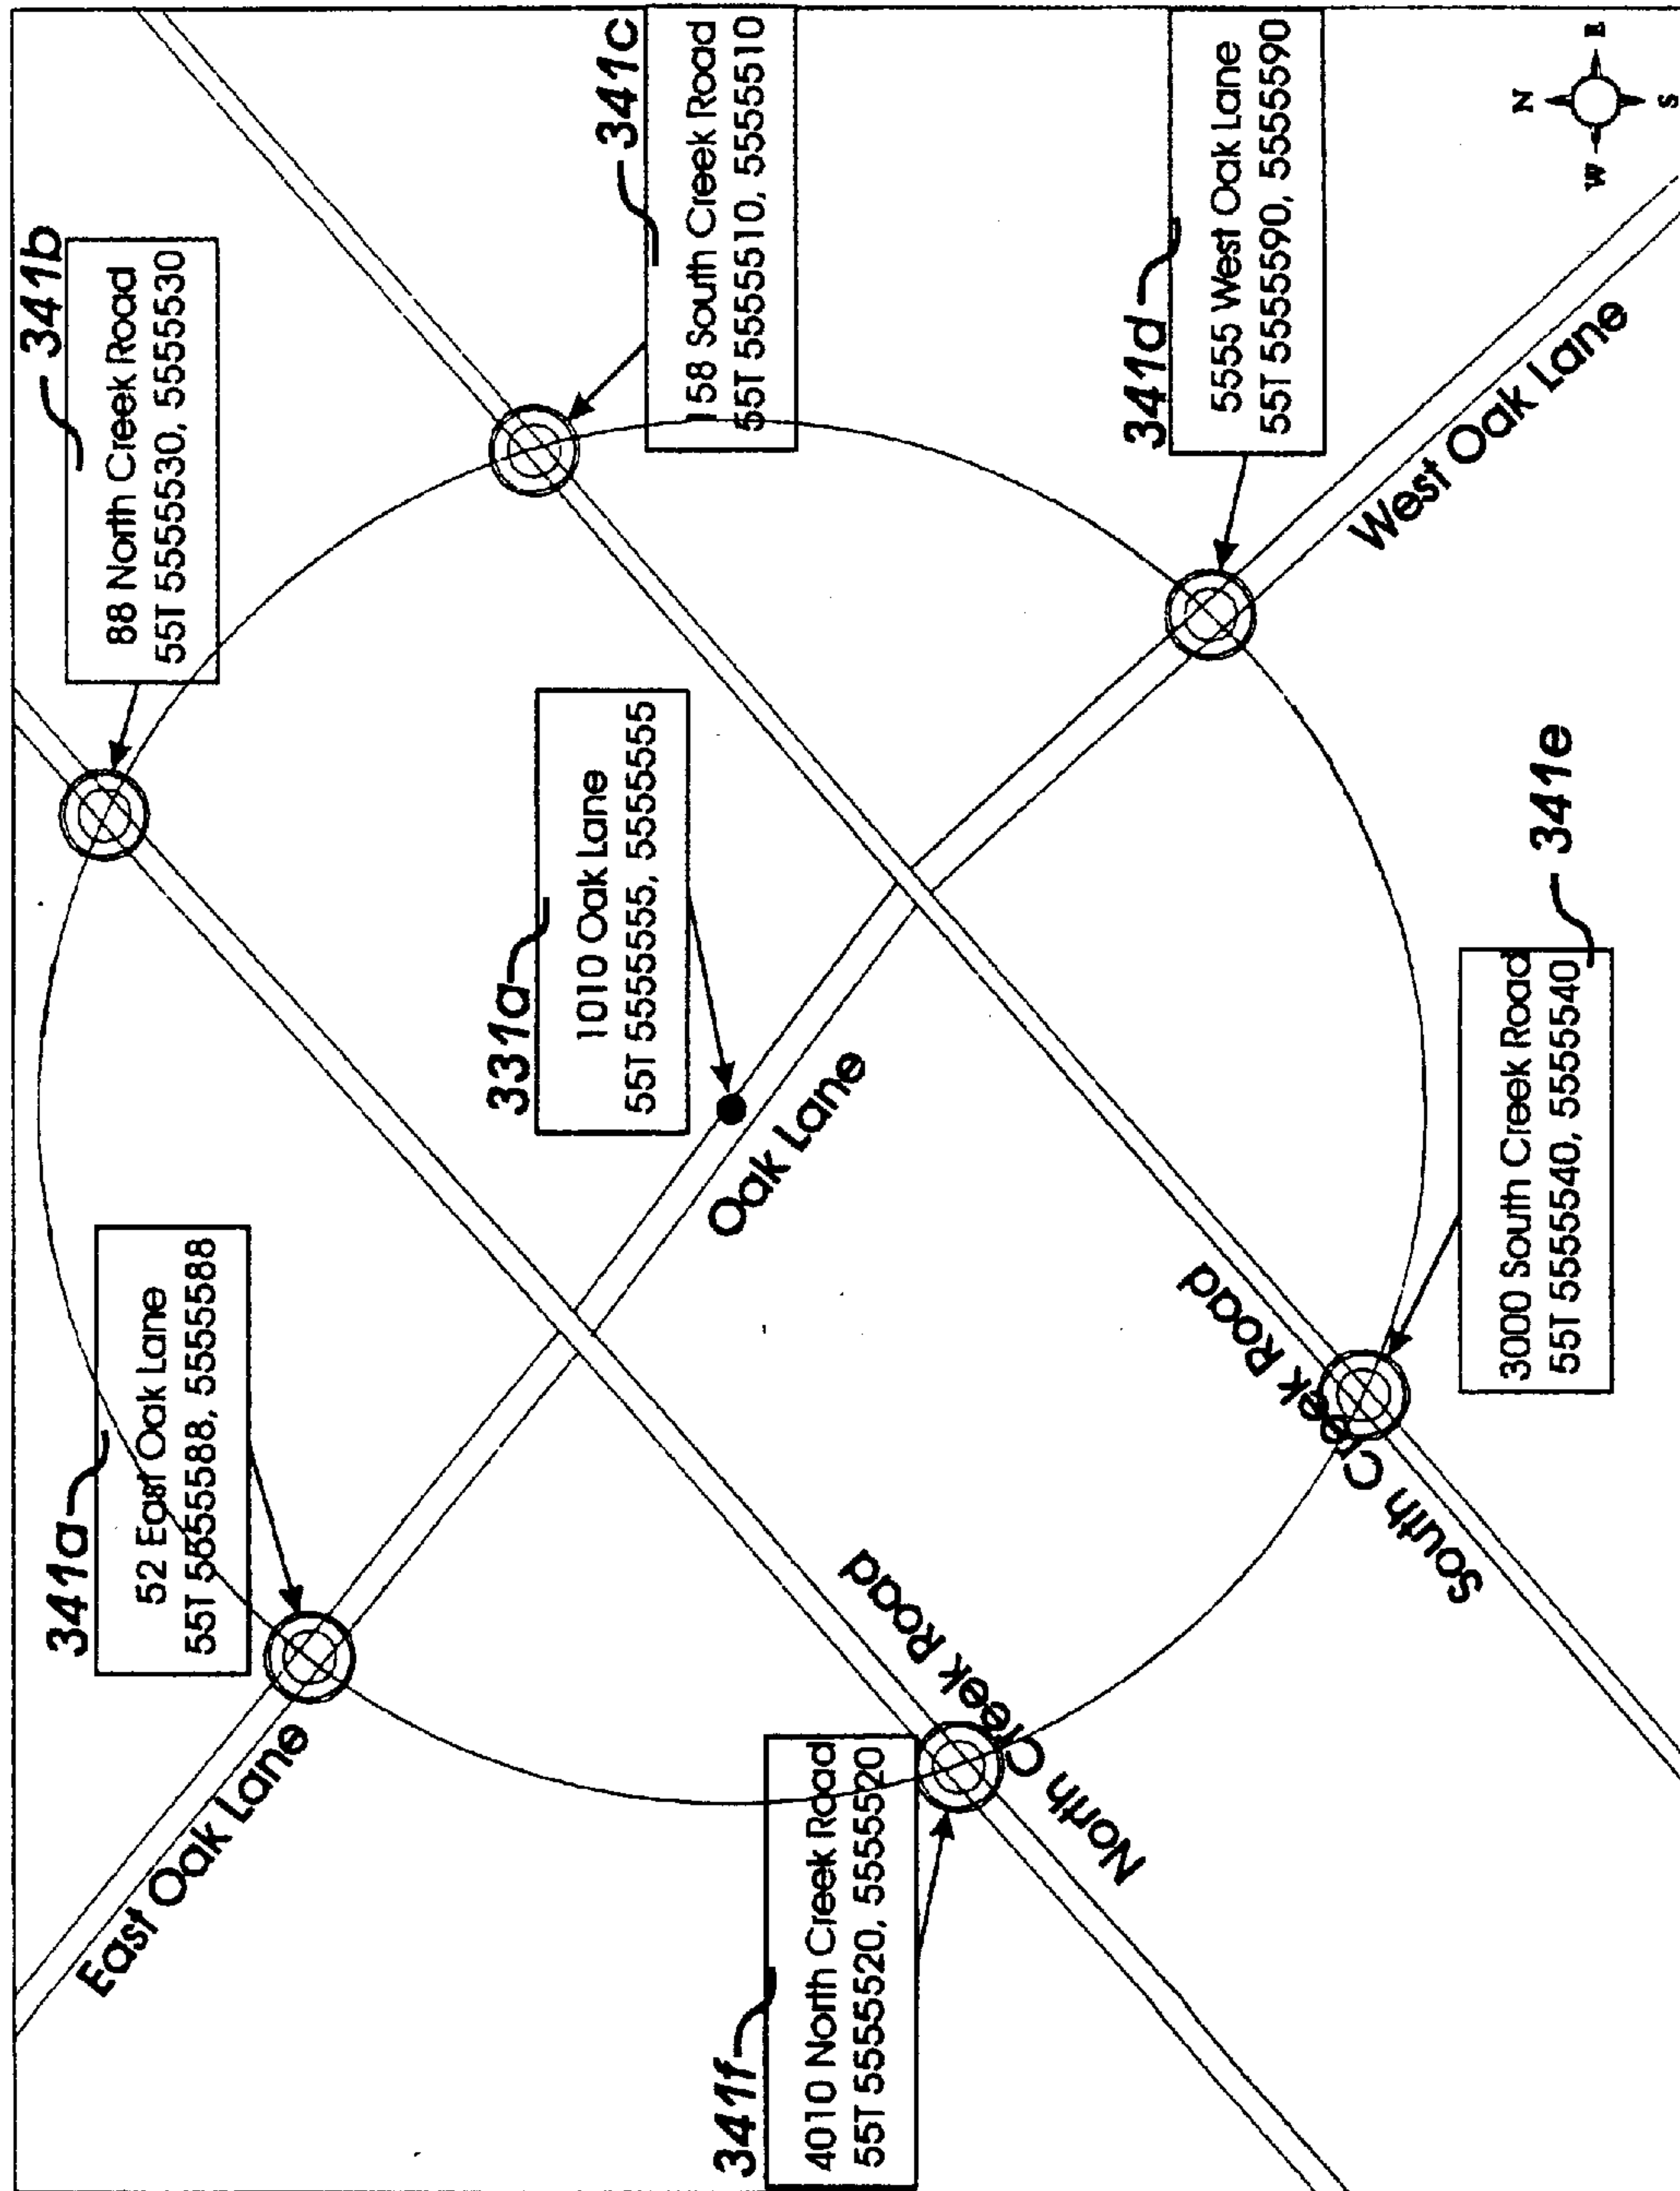 341a
52 East Oak Lane
55T 5555588, 5555588
341b
88 North Creek Road
55T 5555530, 5555530
341c
158 South Creek Road
55T 5555510, 5555510
331a
1010 Oak Lane
55T 5555555, 5555555
341d
5555 West Oak Lane
55T 5555590, 5555590
341e
3000 South Creek Road
55T 5555540, 5555540
341f
4010 North Creek Road
55T 5555520, 5555520
East Oak Lane
Oak Lane
West Oak Lane
North Creek Road
South Creek Road
N
W
E
S